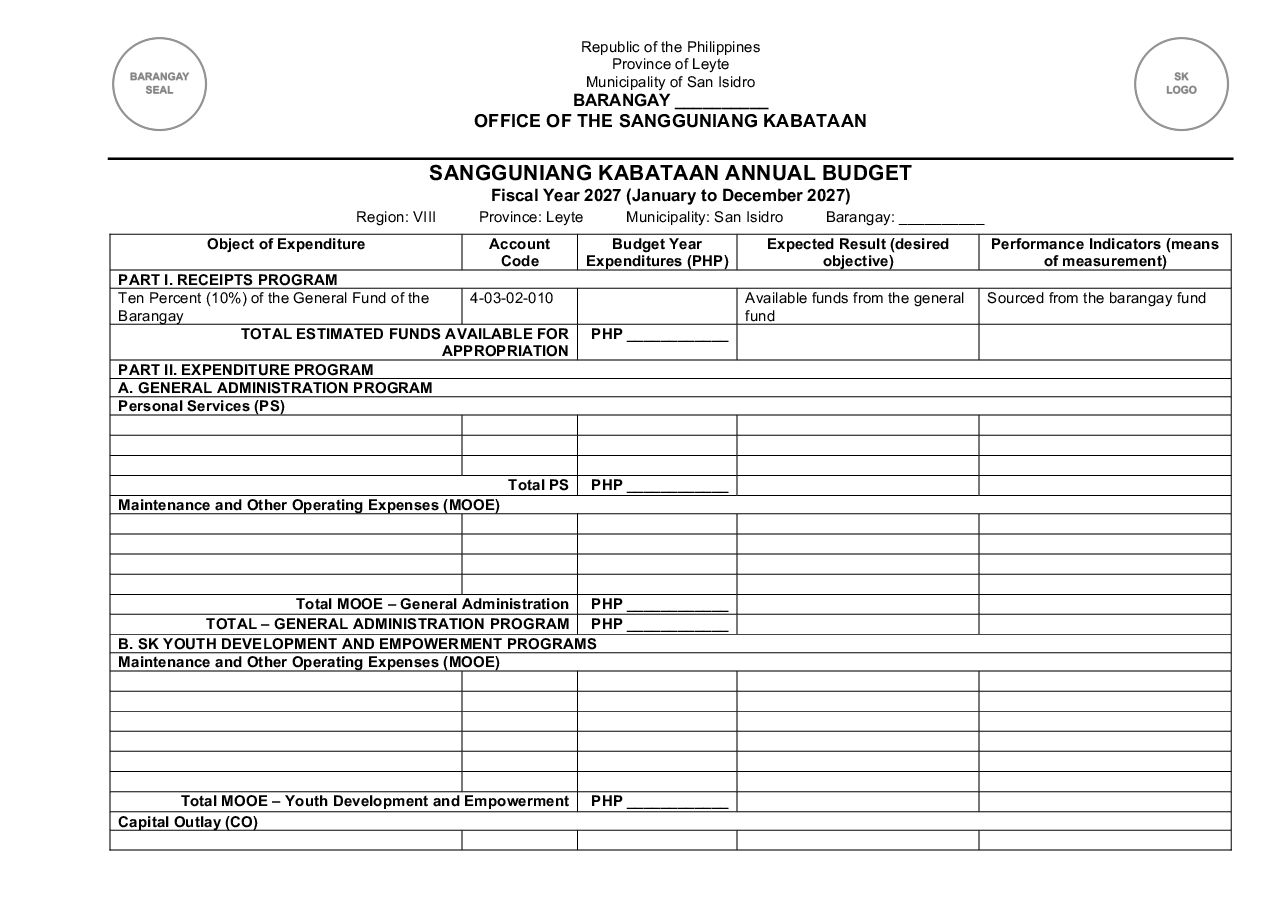 BARANGAY
SEAL
Republic of the Philippines
Province of Leyte
Municipality of San Isidro
BARANGAY __________
OFFICE OF THE SANGGUNIANG KABATAAN
SK
LOGO
SANGGUNIANG KABATAAN ANNUAL BUDGET
Fiscal Year 2027 (January to December 2027)
Region: VIII Province: Leyte Municipality: San Isidro Barangay: __________
Object of Expenditure
Account
Code
Budget Year
Expenditures (PHP)
Expected Result (desired
objective)
Performance Indicators (means
of measurement)
PART I. RECEIPTS PROGRAM
Ten Percent (10%) of the General Fund of the
Barangay
4-03-02-010
Available funds from the general
fund
Sourced from the barangay fund
TOTAL ESTIMATED FUNDS AVAILABLE FOR
APPROPRIATION
PHP ____________
PART II. EXPENDITURE PROGRAM
A. GENERAL ADMINISTRATION PROGRAM
Personal Services (PS)
Total PS PHP ____________
Maintenance and Other Operating Expenses (MOOE)
Total MOOE – General Administration PHP ____________
TOTAL – GENERAL ADMINISTRATION PROGRAM PHP ____________
B. SK YOUTH DEVELOPMENT AND EMPOWERMENT PROGRAMS
Maintenance and Other Operating Expenses (MOOE)
Total MOOE – Youth Development and Empowerment PHP ____________
Capital Outlay (CO)